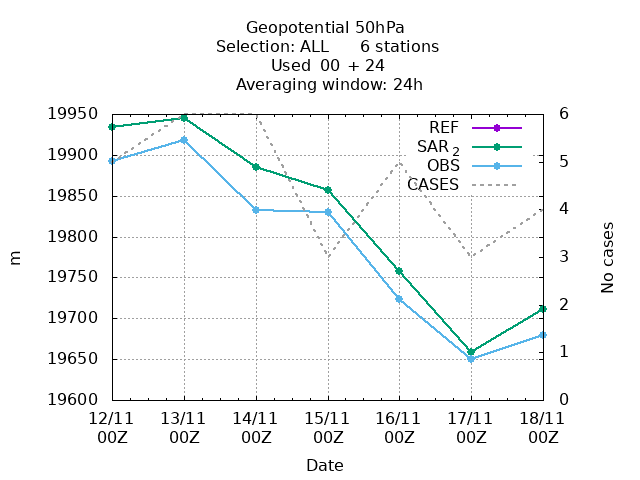 Geopotential 50hPa
Selection: ALL 6 stations
Used 00 + 24
Averaging window: 24h
19950
19900
19850
19800
19750
19700
19650
19600
m
6
5
4
3
2
1
0
No cases
REF
SAR 2
OBS
CASES
12/11 13/11 14/11 15/11 16/11 17/11 18/11
00Z 00Z 00Z 00Z 00Z 00Z 00Z
Date